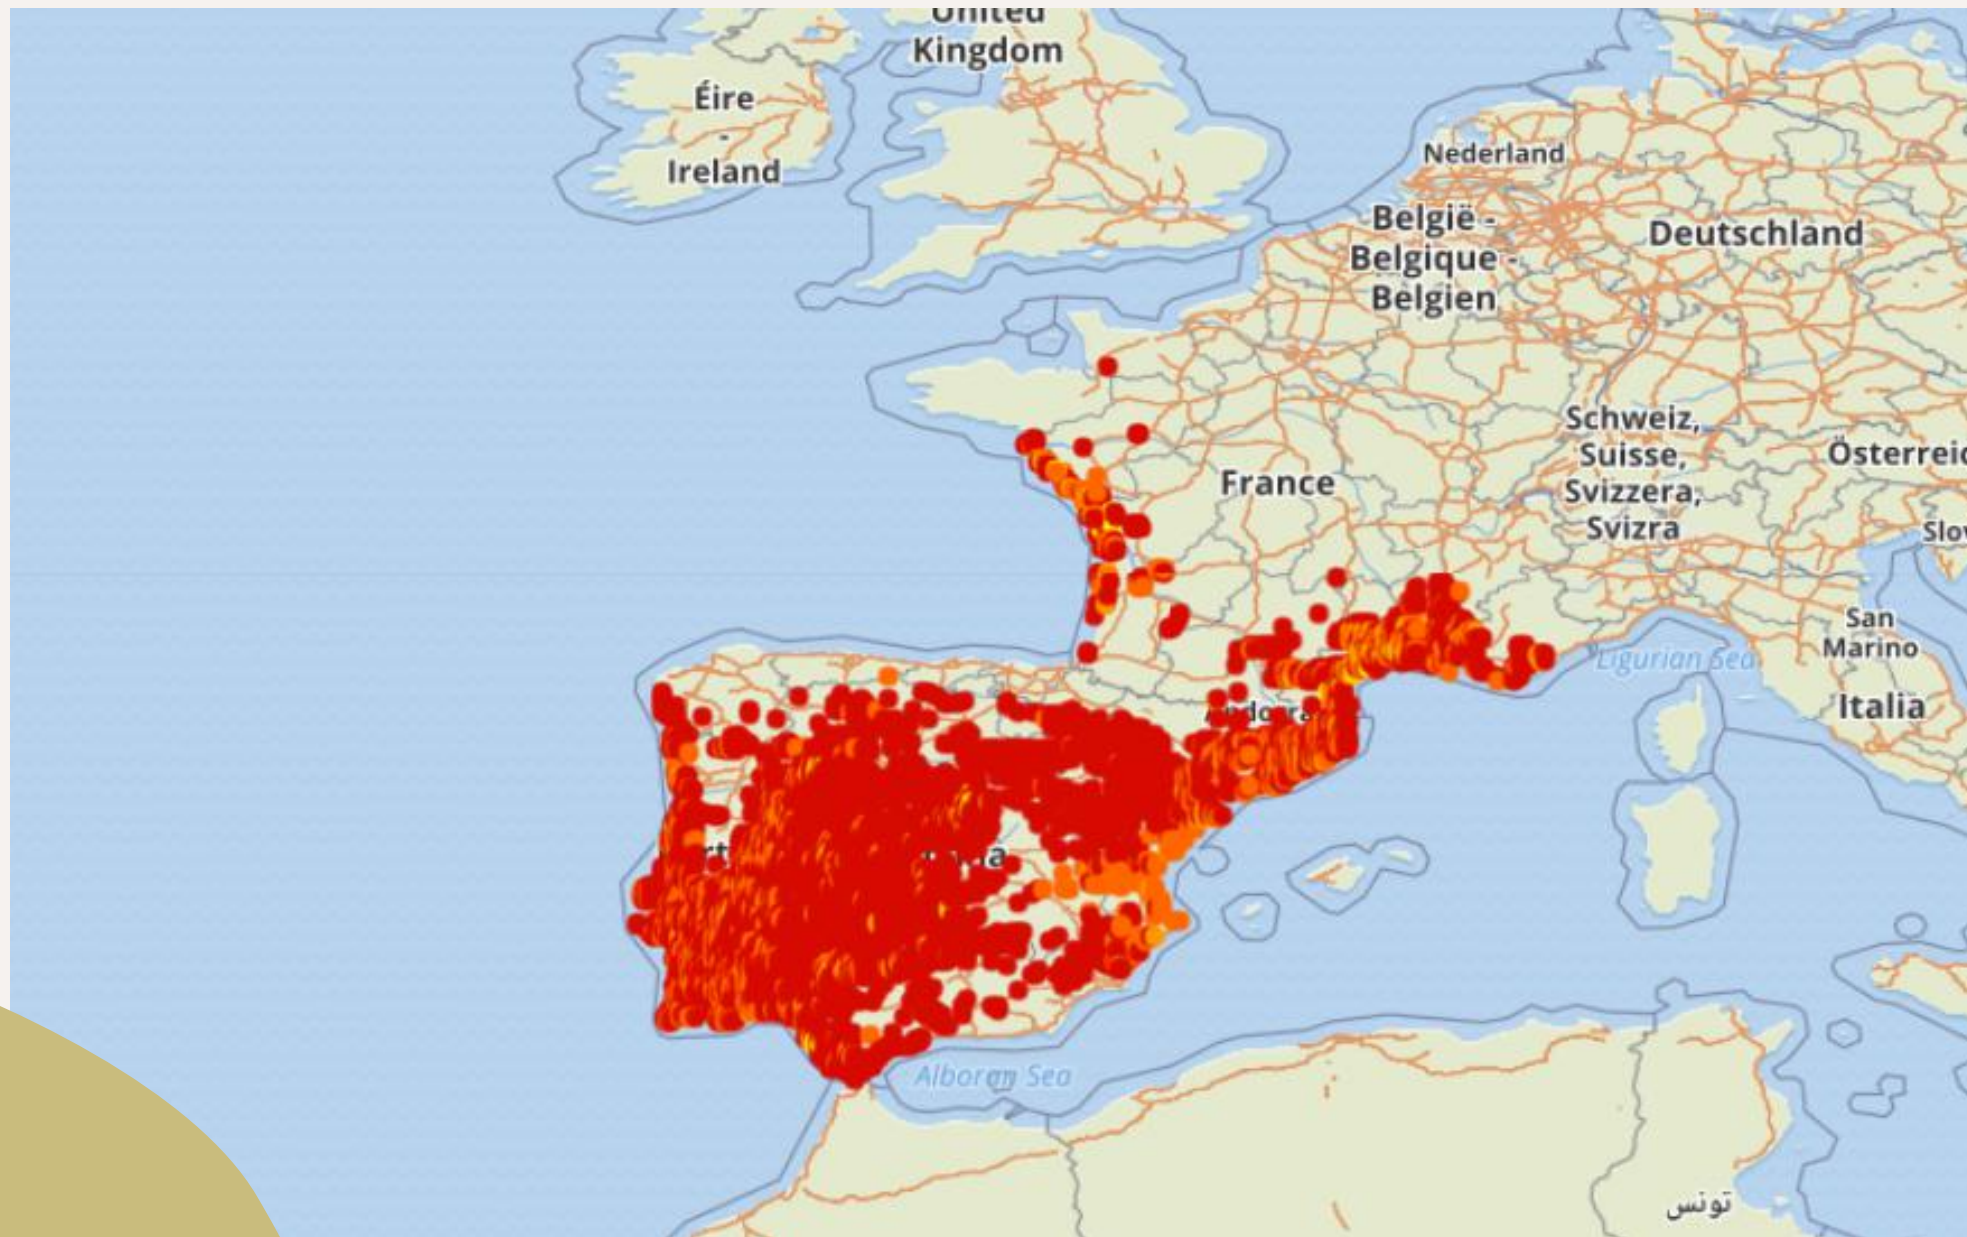 United
Kingdom
Éire
-
Ireland
Nederland
België -
Belgique -
Belgien
Deutschland
Schweiz,
Suisse,
Svizzera,
Svizra
Österreic
France
Slov
San
Marino
Ligurian Sea
Italia
Andorra
Alboran Sea
تونس